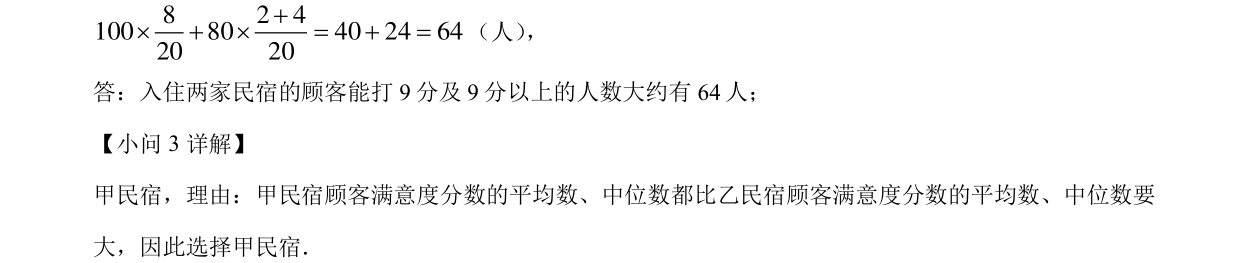 100×8/20+80×(2+4)/20=40+24=64（人），
答：入住两家民宿的顾客能打 9 分及 9 分以上的人数大约有 64 人；
【小问 3 详解】
甲民宿，理由：甲民宿顾客满意度分数的平均数、中位数都比乙民宿顾客满意度分数的平均数、中位数要
大，因此选择甲民宿．